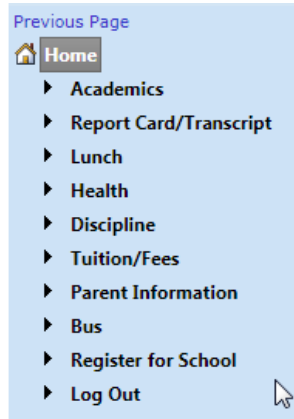 Previous Page
Home
Academics
Report Card/Transcript
Lunch
Health
Discipline
Tuition/Fees
Parent Information
Bus
Register for School
Log Out